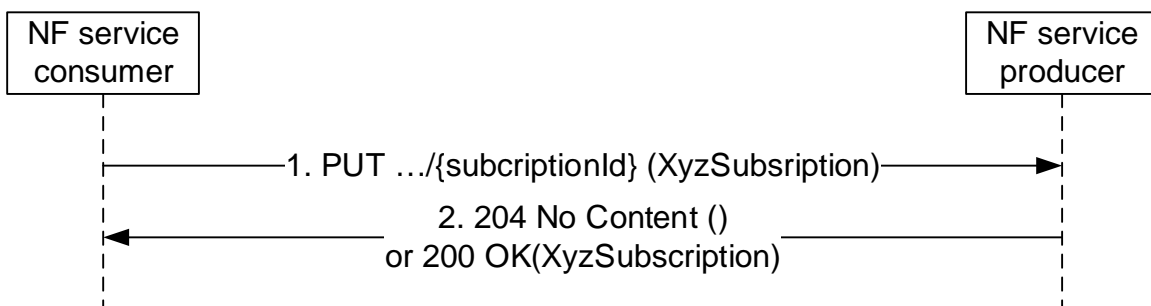 NF service
consumer
NF service
producer
1. PUT …/{subcriptionId} (XyzSubsription)
2. 204 No Content ()
or 200 OK(XyzSubscription)